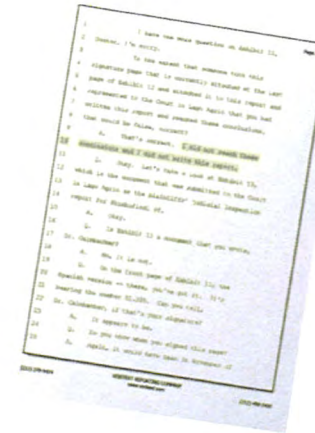 I have one more question on Exhibit 11,
Doctor, I'm sorry.
To the extent that someone took this
signature page that is currently attached at the last
page of Exhibit 11 and attached it to this report and
represented to the Court in Lago Agrio that you had
written this report and reached these conclusions,
that would be false, correct?
A. That's correct. I did not reach these
conclusions and I did not write this report.
Q. Okay. Let's take a look at Exhibit 13,
which is the document that was submitted to the Court
in Lago Agrio as the plaintiffs' judicial inspection
report for Shushufindi
A. Okay.
Q. Is Exhibit 13 a document that you wrote,
Dr. Calmbacher?
A. No, it is not.
Q. On the front page of Exhibit 13, the
Spanish version -- there, you've got it. It's
bearing the number Can you tell,
Dr. Calmbacher, if that's your signature?
A. It appears to be.
Q. Do you know when you signed this page?
A. Again, it would have been in November of